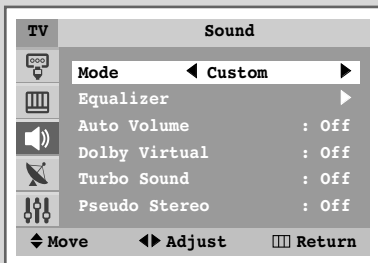 TV Sound
Mode Custom
Equalizer
Auto Volume : Off
Dolby Virtual : Off
Turbo Sound : Off
Pseudo Stereo : Off
Move Adjust Return